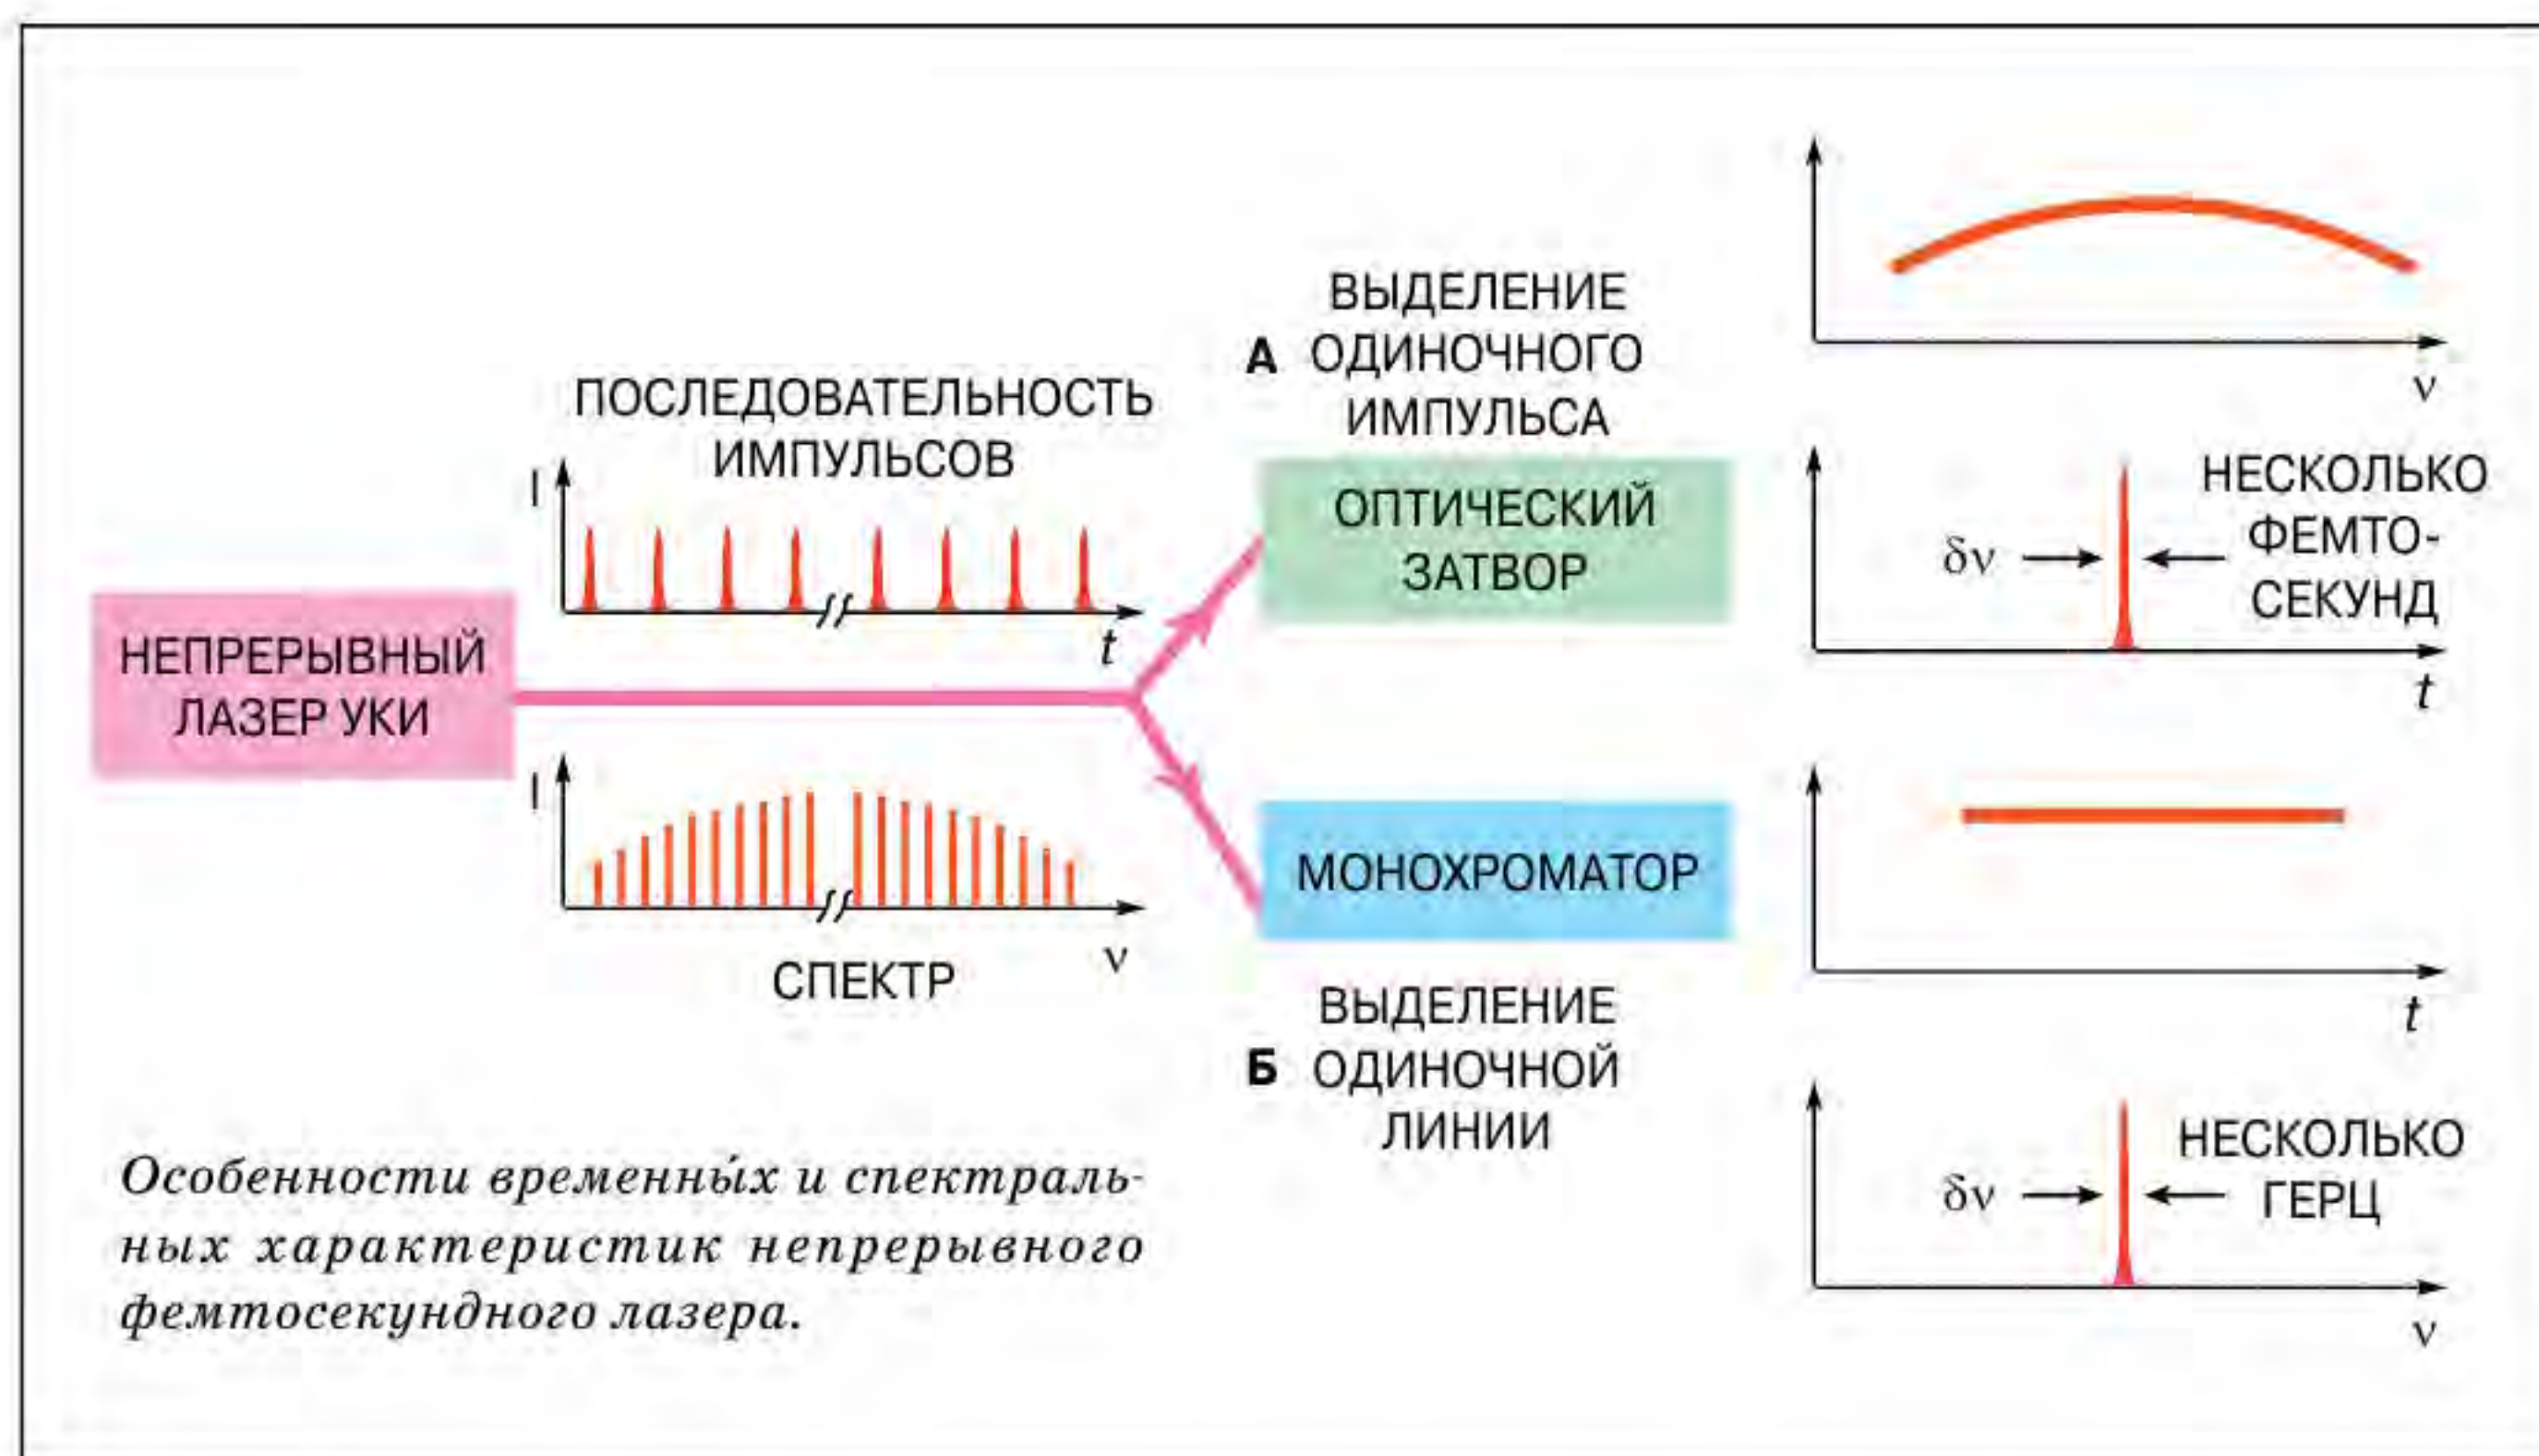 НЕПРЕРЫВНЫЙ
ЛАЗЕР УКИ
ПОСЛЕДОВАТЕЛЬНОСТЬ
ИМПУЛЬСОВ
I
t
I
ν
СПЕКТР
ВЫДЕЛЕНИЕ
А ОДИНОЧНОГО
ИМПУЛЬСА
ОПТИЧЕСКИЙ
ЗАТВОР
МОНОХРОМАТОР
ВЫДЕЛЕНИЕ
Б ОДИНОЧНОЙ
ЛИНИИ
ν
δν
НЕСКОЛЬКО
ФЕМТО-
СЕКУНД
t
t
δν
НЕСКОЛЬКО
ГЕРЦ
ν
Особенности временны́х и спектраль-
ных характеристик непрерывного
фемтосекундного лазера.